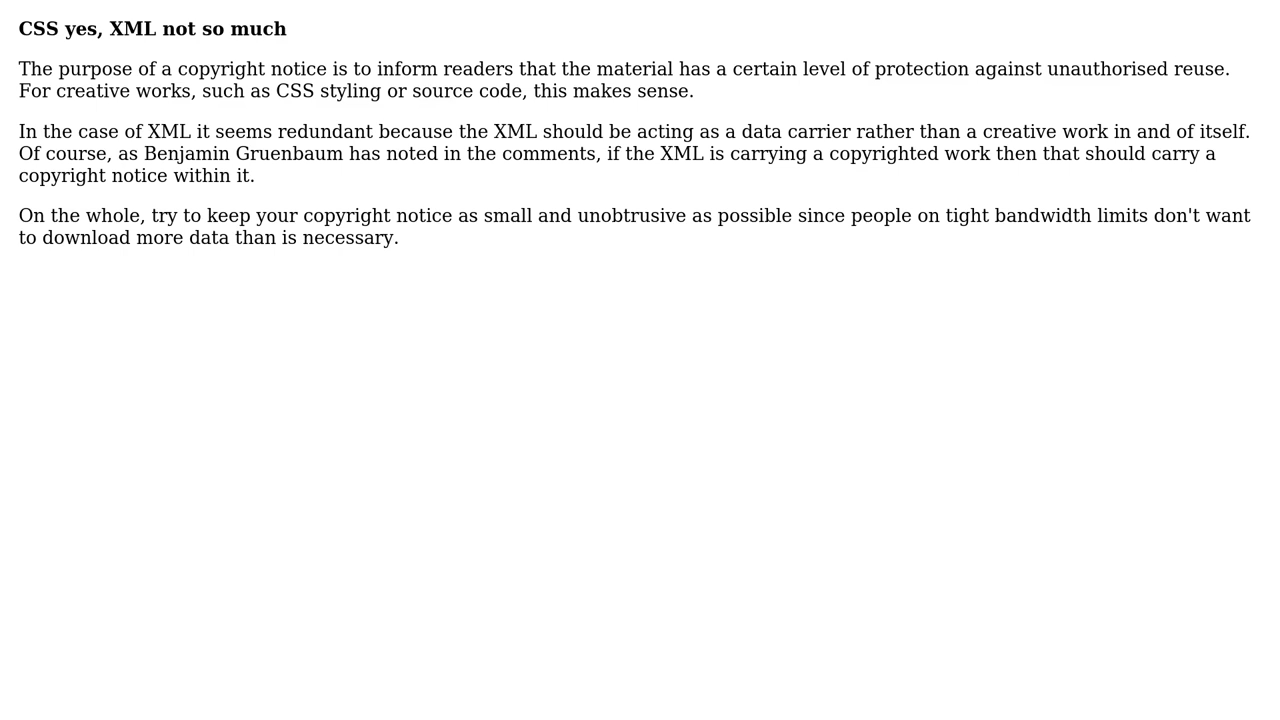 CSS yes, XML not so much
The purpose of a copyright notice is to inform readers that the material has a certain level of protection against unauthorised reuse.
For creative works, such as CSS styling or source code, this makes sense.
In the case of XML it seems redundant because the XML should be acting as a data carrier rather than a creative work in and of itself.
Of course, as Benjamin Gruenbaum has noted in the comments, if the XML is carrying a copyrighted work then that should carry a
copyright notice within it.
On the whole, try to keep your copyright notice as small and unobtrusive as possible since people on tight bandwidth limits don't want
to download more data than is necessary.